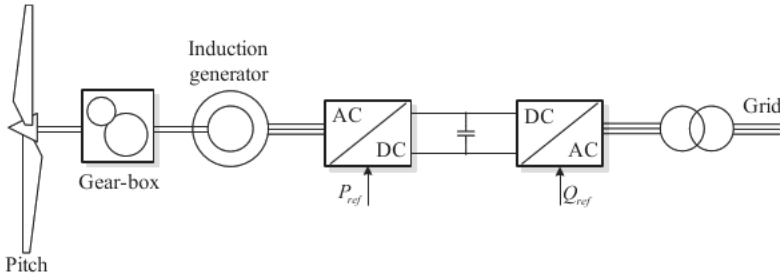 Induction
generator
Grid
AC
DC
DC
AC
Gear-box
P_ref
Q_ref
Pitch